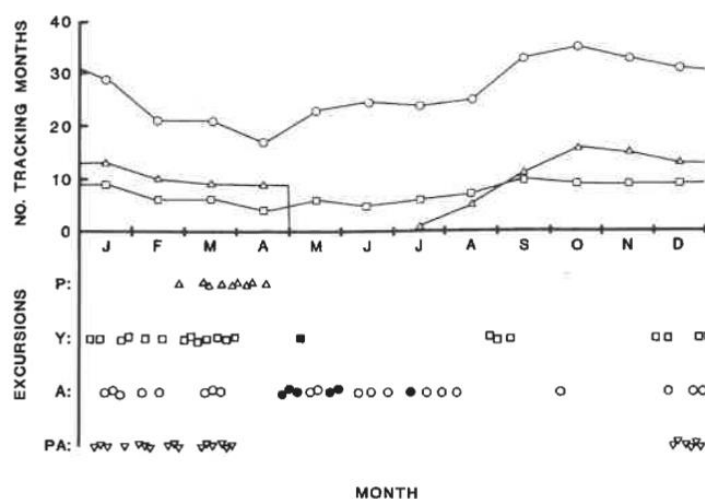 NO. TRACKING MONTHS
40
30
20
10
0
J F M A M J J A S O N D
EXCURSIONS
P:
Y:
A:
PA:
MONTH